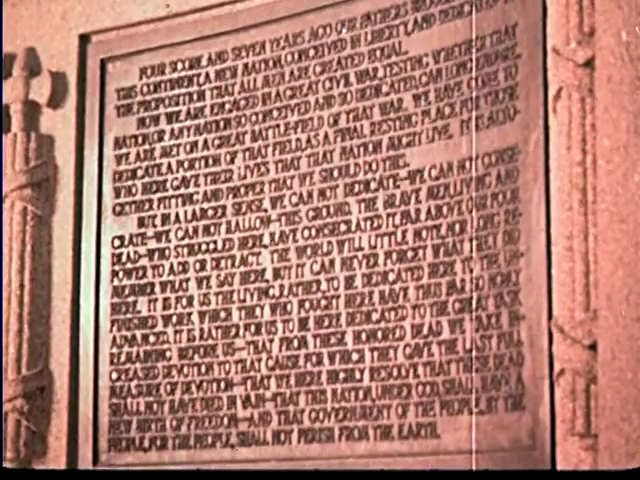 FOUR SCORE AND SEVEN YEARS AGO OUR FATHERS BROUGHT
THIS CONTINENT, A NEW NATION, CONCEIVED IN LIBERTY, AND DEDICATED TO
THE PROPOSITION THAT ALL MEN ARE CREATED EQUAL.
NOW WE ARE ENGAGED IN A GREAT CIVIL WAR, TESTING WHETHER THAT
NATION, OR ANY NATION SO CONCEIVED AND SO DEDICATED, CAN LONG ENDURE.
WE ARE MET ON A GREAT BATTLE-FIELD OF THAT WAR. WE HAVE COME TO
DEDICATE A PORTION OF THAT FIELD, AS A FINAL RESTING PLACE FOR THOSE
WHO HERE GAVE THEIR LIVES THAT THAT NATION MIGHT LIVE. IT IS ALTO-
GETHER FITTING AND PROPER THAT WE SHOULD DO THIS.
BUT, IN A LARGER SENSE, WE CAN NOT DEDICATE—WE CAN NOT CONSE-
CRATE—WE CAN NOT HALLOW—THIS GROUND. THE BRAVE MEN, LIVING AND
DEAD—WHO STRUGGLED HERE, HAVE CONSECRATED IT, FAR ABOVE OUR POOR
POWER TO ADD OR DETRACT. THE WORLD WILL LITTLE NOTE, NOR LONG RE-
MEMBER WHAT WE SAY HERE, BUT IT CAN NEVER FORGET WHAT THEY DID
HERE. IT IS FOR US THE LIVING, RATHER, TO BE DEDICATED HERE TO THE UN-
FINISHED WORK WHICH THEY WHO FOUGHT HERE HAVE THUS FAR SO NOBLY
ADVANCED. IT IS RATHER FOR US TO BE HERE DEDICATED TO THE GREAT TASK
REMAINING BEFORE US—THAT FROM THESE HONORED DEAD WE TAKE IN-
CREASED DEVOTION TO THAT CAUSE FOR WHICH THEY GAVE THE LAST FULL
MEASURE OF DEVOTION—THAT WE HERE HIGHLY RESOLVE THAT THESE DEAD
SHALL NOT HAVE DIED IN VAIN—THAT THIS NATION, UNDER GOD, SHALL HAVE A
NEW BIRTH OF FREEDOM—AND THAT GOVERNMENT OF THE PEOPLE, BY THE
PEOPLE, FOR THE PEOPLE, SHALL NOT PERISH FROM THE EARTH.